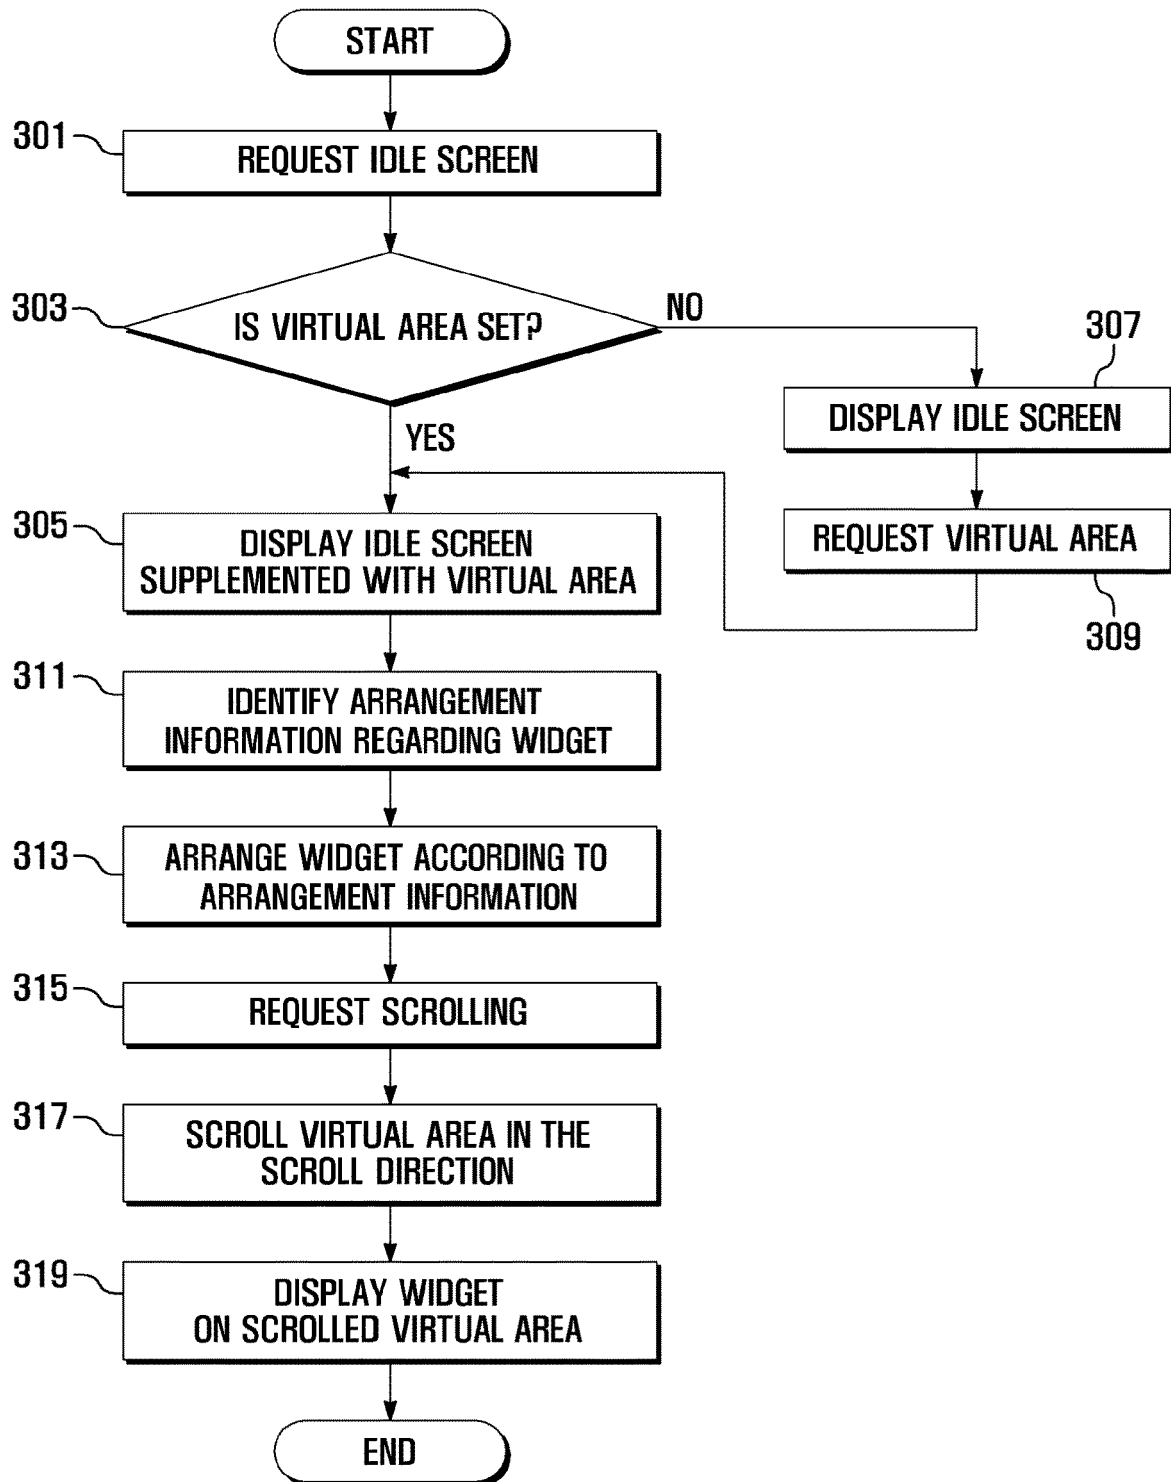 START
301
REQUEST IDLE SCREEN
303
IS VIRTUAL AREA SET?
NO
307
DISPLAY IDLE SCREEN
YES
305
DISPLAY IDLE SCREEN
SUPPLEMENTED WITH VIRTUAL AREA
REQUEST VIRTUAL AREA
309
311
IDENTIFY ARRANGEMENT
INFORMATION REGARDING WIDGET
313
ARRANGE WIDGET ACCORDING TO
ARRANGEMENT INFORMATION
315
REQUEST SCROLLING
317
SCROLL VIRTUAL AREA IN THE
SCROLL DIRECTION
319
DISPLAY WIDGET
ON SCROLLED VIRTUAL AREA
END